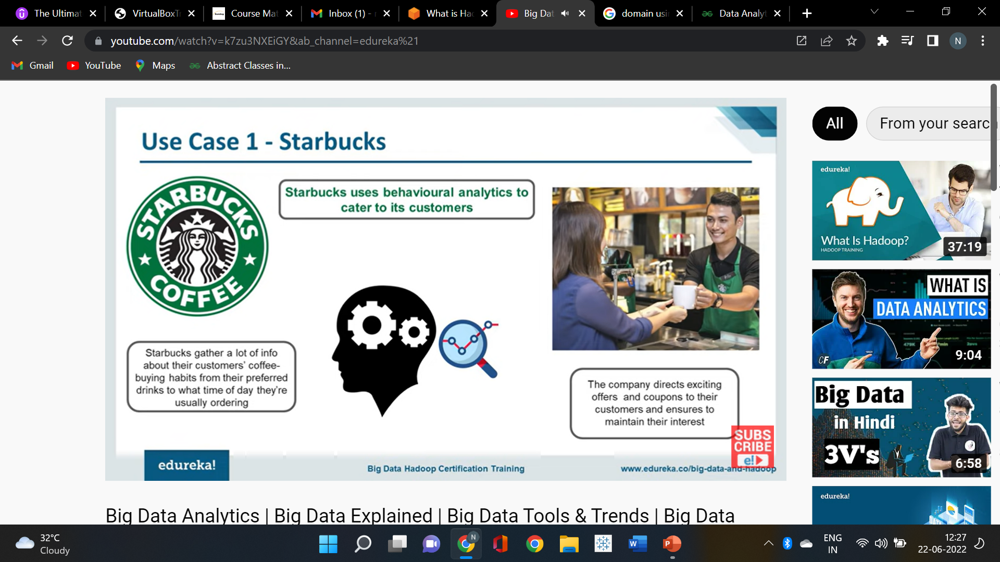 The Ultimat
VirtualBoxTr
Course Mat
Inbox (1) -
What is Had
Big Dat
domain usi
Data Analyt
youtube.com/watch?v=k7zu3NXEiGY&ab_channel=edureka%21
N
Gmail
YouTube
Maps
Abstract Classes in...
Use Case 1 - Starbucks
STARBUCKS
COFFEE
Starbucks uses behavioural analytics to
cater to its customers
Starbucks gather a lot of info
about their customers' coffee-
buying habits from their preferred
drinks to what time of day they're
usually ordering
The company directs exciting
offers and coupons to their
customers and ensures to
maintain their interest
SUBS
CRIBE
e!
edureka!
Big Data Hadoop Certification Training
www.edureka.co/big-data-and-hadoop
Big Data Analytics | Big Data Explained | Big Data Tools & Trends | Big Data
All
From your searc
edureka!
What Is Hadoop?
HADOOP TRAINING
37:19
WHAT IS
DATA ANALYTICS
CF
9:04
Big Data
in Hindi
3V's
6:58
edureka!
32°C
Cloudy
N
W
P
ENG
IN
12:27
22-06-2022